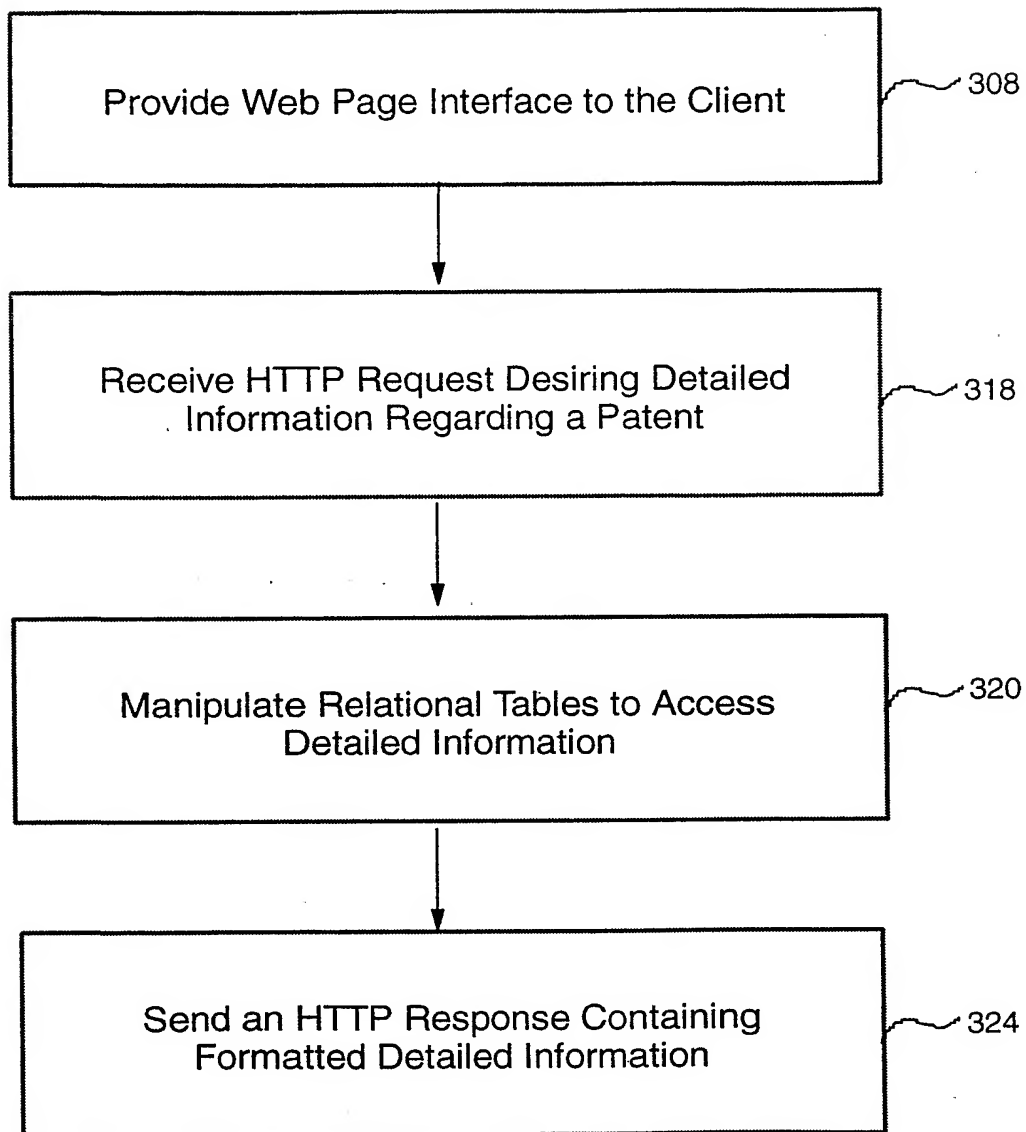 Provide Web Page Interface to the Client
308
Receive HTTP Request Desiring Detailed
Information Regarding a Patent
318
Manipulate Relational Tables to Access
Detailed Information
320
Send an HTTP Response Containing
Formatted Detailed Information
324